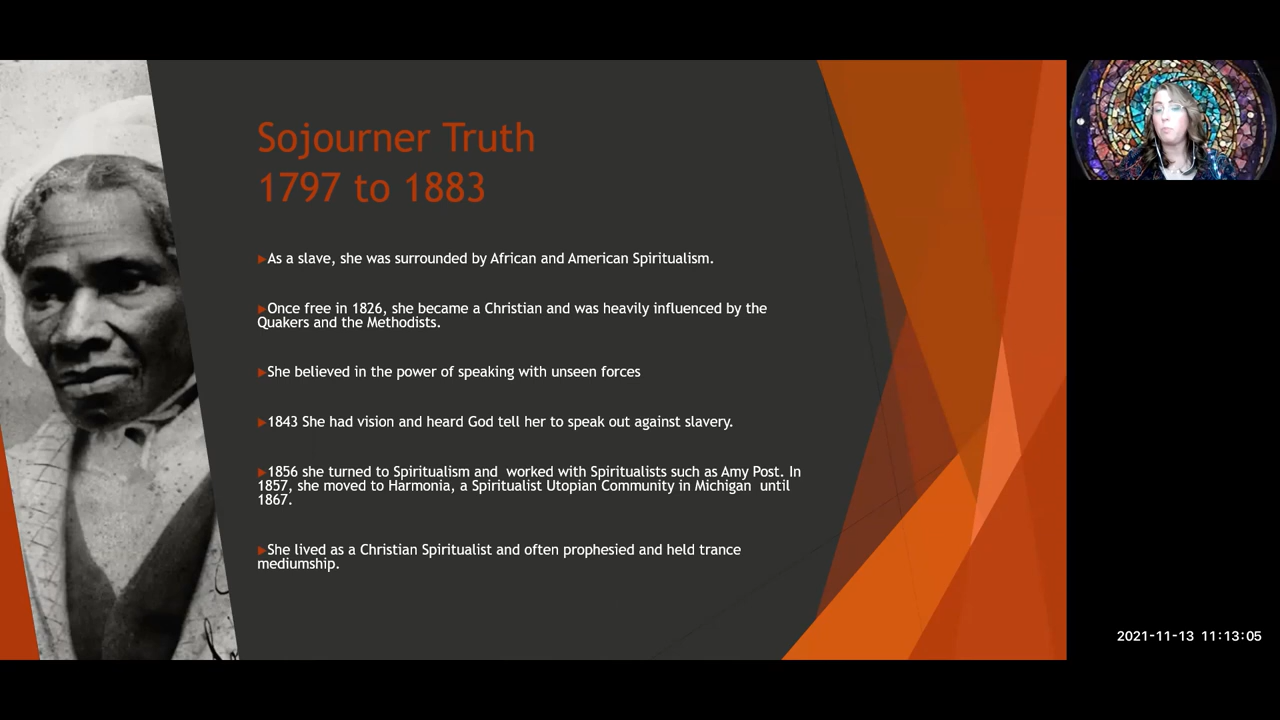 Sojourner Truth
1797 to 1883
As a slave, she was surrounded by African and American Spiritualism.
Once free in 1826, she became a Christian and was heavily influenced by the
Quakers and the Methodists.
She believed in the power of speaking with unseen forces
1843 She had vision and heard God tell her to speak out against slavery.
1856 she turned to Spiritualism and  worked with Spiritualists such as Amy Post. In
1857, she moved to Harmonia, a Spiritualist Utopian Community in Michigan  until
1867.
She lived as a Christian Spiritualist and often prophesied and held trance
mediumship.
2021-11-13 11:13:05